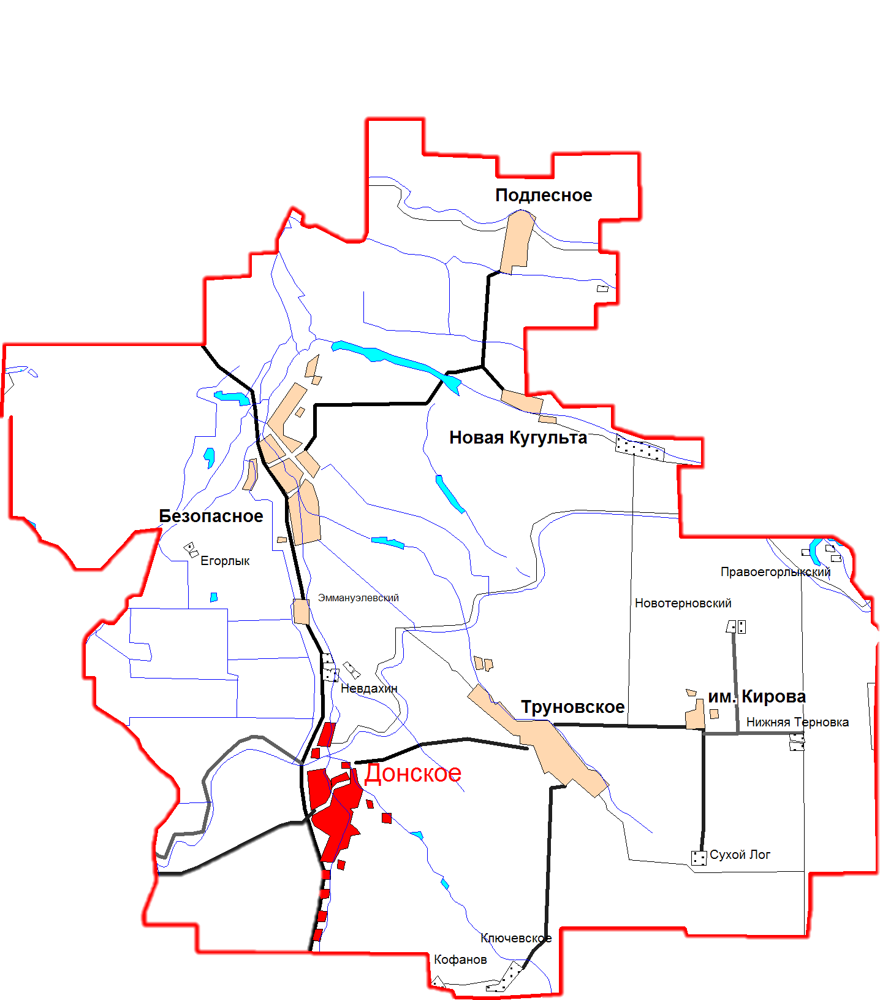 Подлесное
Новая Кугульта
Безопасное
Егорлык
Правоегорлыкский
Эммануэлевский
Новотерновский
Невдахин
Труновское
им. Кирова
Нижняя Терновка
Донское
Сухой Лог
Ключевское
Кофанов